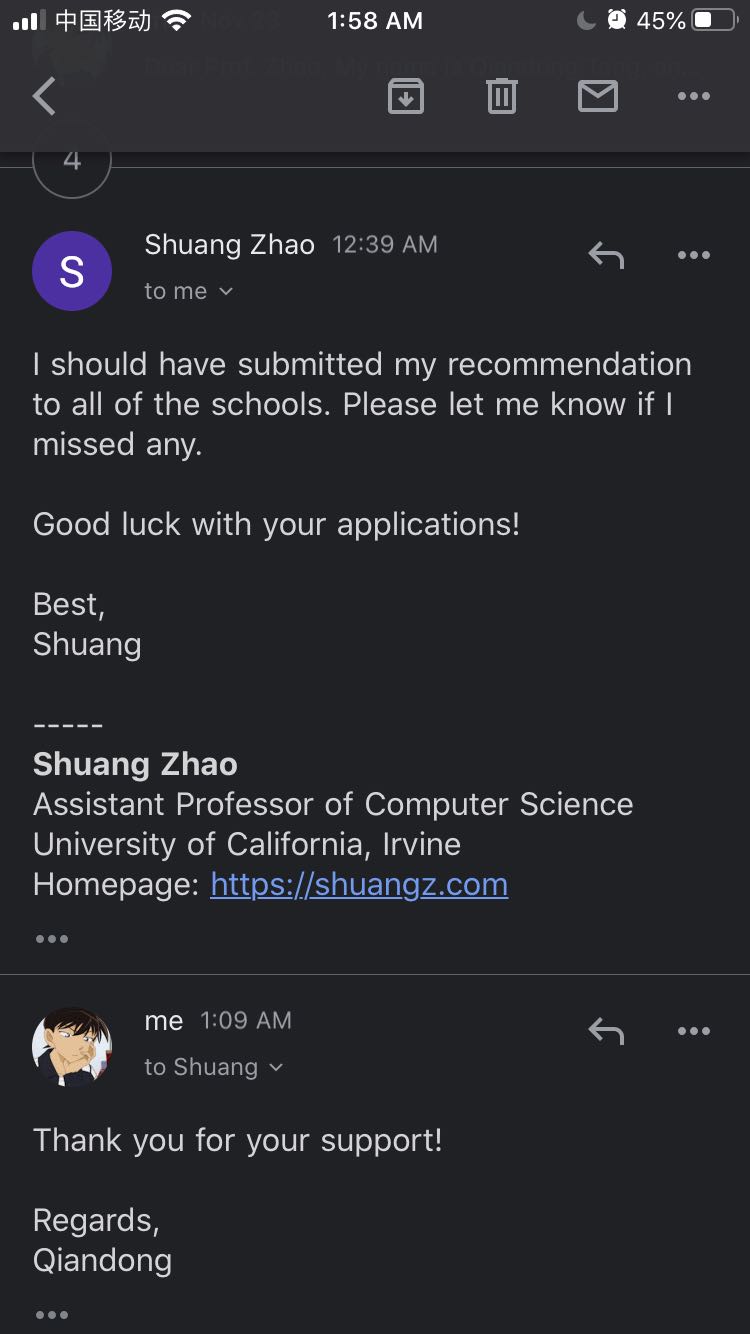 中国移动 1:58 AM 45%
4
Shuang Zhao 12:39 AM
S
to me
I should have submitted my recommendation
to all of the schools. Please let me know if I
missed any.
Good luck with your applications!
Best,
Shuang
-----
Shuang Zhao
Assistant Professor of Computer Science
University of California, Irvine
Homepage: https://shuangz.com
me 1:09 AM
to Shuang
Thank you for your support!
Regards,
Qiandong